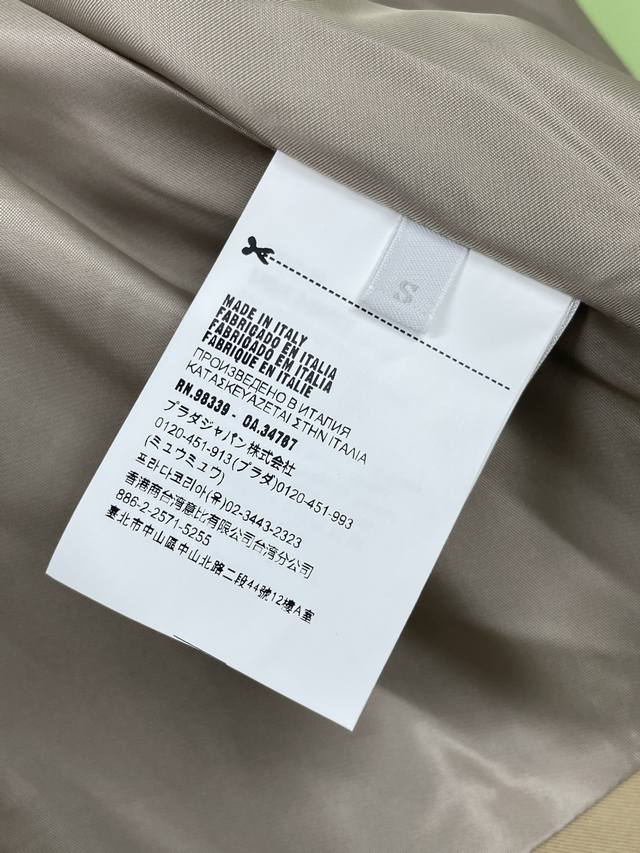 S
MADE IN ITALY
FABRICADO EN ITALIA
FABRICADO EM ITALIA
FABRIQUE EN ITALIE
ПРОИЗВЕДЕНО В ИТАЛИЯ
ΚΑΤΑΣΚΕΥΑΖΕΤΑΙ ΣΤΗΝ ΙΤΑΛΙΑ
RN.98339 - OA.34787
プラダジャパン株式会社
0120-451-913(プラダ)0120-451-993
(ミュウミュウ)
프라다코리아(유)02-3443-2323
香港商台灣意比有限公司台湾分公司
886-2-2571-5255
臺北市中山區中山北路二段44號12樓A室